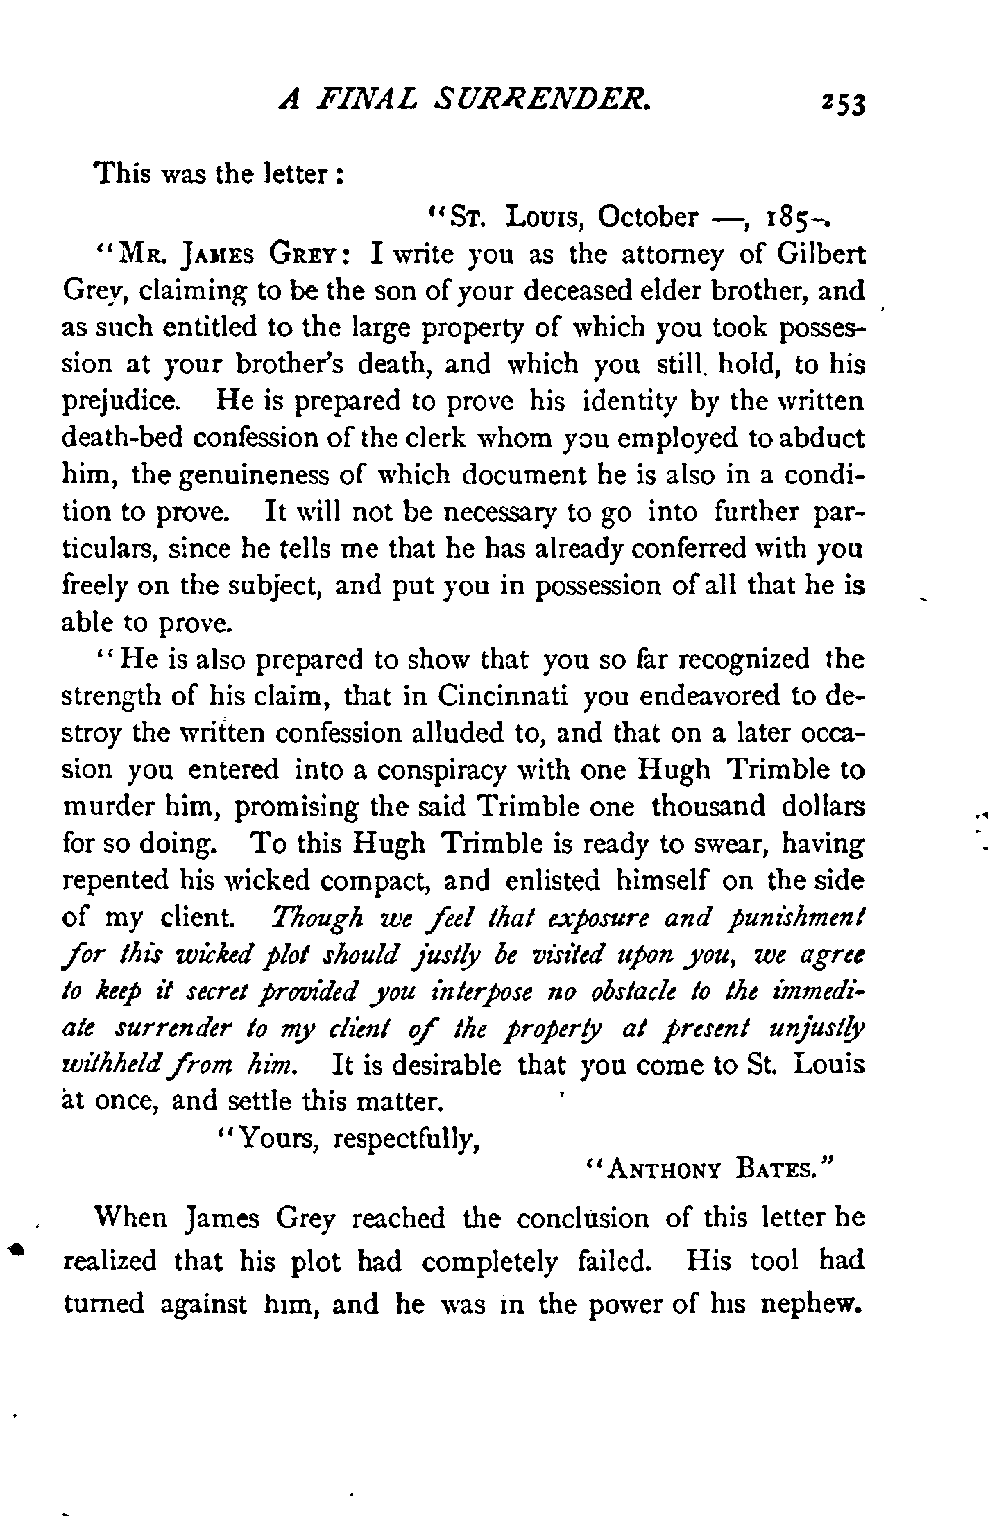 A FINAL SURRENDER. 253
This was the letter :
"ST. LOUIS, October —, 185-.
"MR. JAMES GREY: I write you as the attorney of Gilbert
Grey, claiming to be the son of your deceased elder brother, and
as such entitled to the large property of which you took posses-
sion at your brother's death, and which you still hold, to his
prejudice. He is prepared to prove his identity by the written
death-bed confession of the clerk whom you employed to abduct
him, the genuineness of which document he is also in a condi-
tion to prove. It will not be necessary to go into further par-
ticulars, since he tells me that he has already conferred with you
freely on the subject, and put you in possession of all that he is
able to prove.
"He is also prepared to show that you so far recognized the
strength of his claim, that in Cincinnati you endeavored to de-
stroy the written confession alluded to, and that on a later occa-
sion you entered into a conspiracy with one Hugh Trimble to
murder him, promising the said Trimble one thousand dollars
for so doing. To this Hugh Trimble is ready to swear, having
repented his wicked compact, and enlisted himself on the side
of my client. Though we feel that exposure and punishment
for this wicked plot should justly be visited upon you, we agree
to keep it secret provided you interpose no obstacle to the immedi-
ate surrender to my client of the property at present unjustly
withheld from him. It is desirable that you come to St. Louis
at once, and settle this matter.
"Yours, respectfully,
"ANTHONY BATES."
When James Grey reached the conclusion of this letter he
realized that his plot had completely failed. His tool had
turned against him, and he was in the power of his nephew.